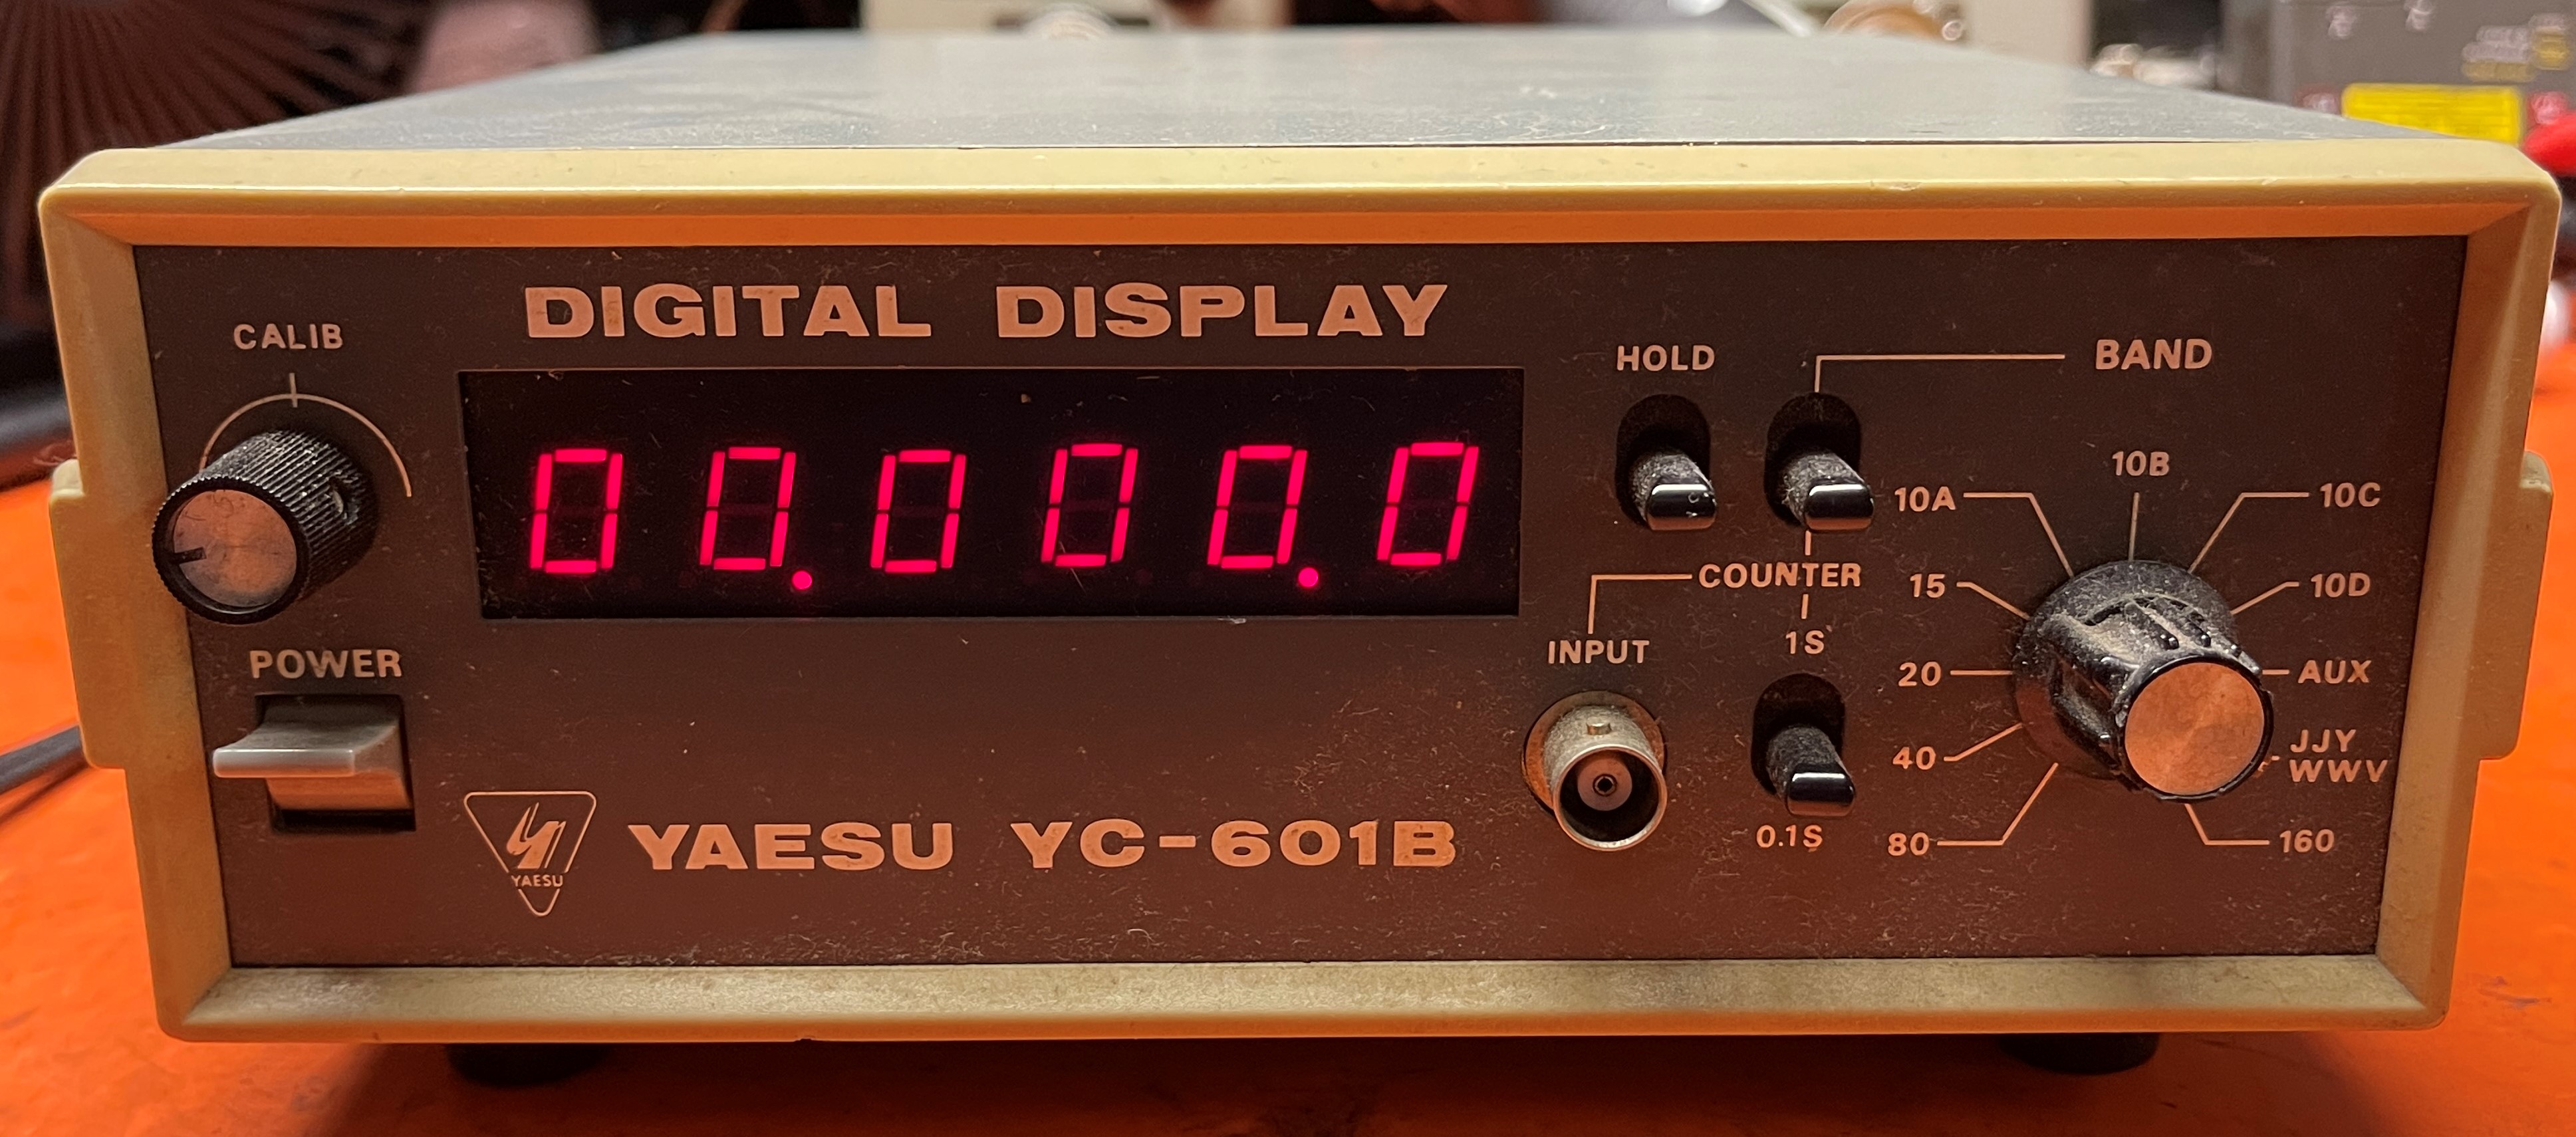 DIGITAL DISPLAY
CALIB
00.000.0
HOLD
BAND
10A
10B
10C
15
10D
COUNTER
20
AUX
INPUT
1S
40
JJY
WWV
POWER
80
160
0.1S
YAESU
YAESU YC-601B